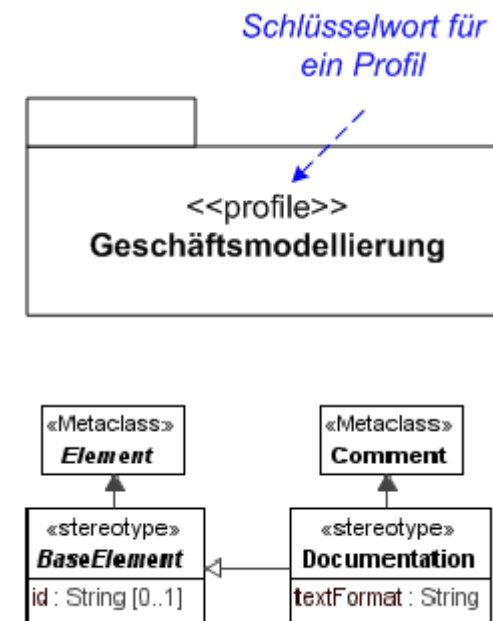 Schlüsselwort für
ein Profil
<<profile>>
Geschäftsmodellierung
«Metaclass»
Element
«Metaclass»
Comment
«stereotype»
BaseElement
id : String [0..1]
«stereotype»
Documentation
textFormat : String